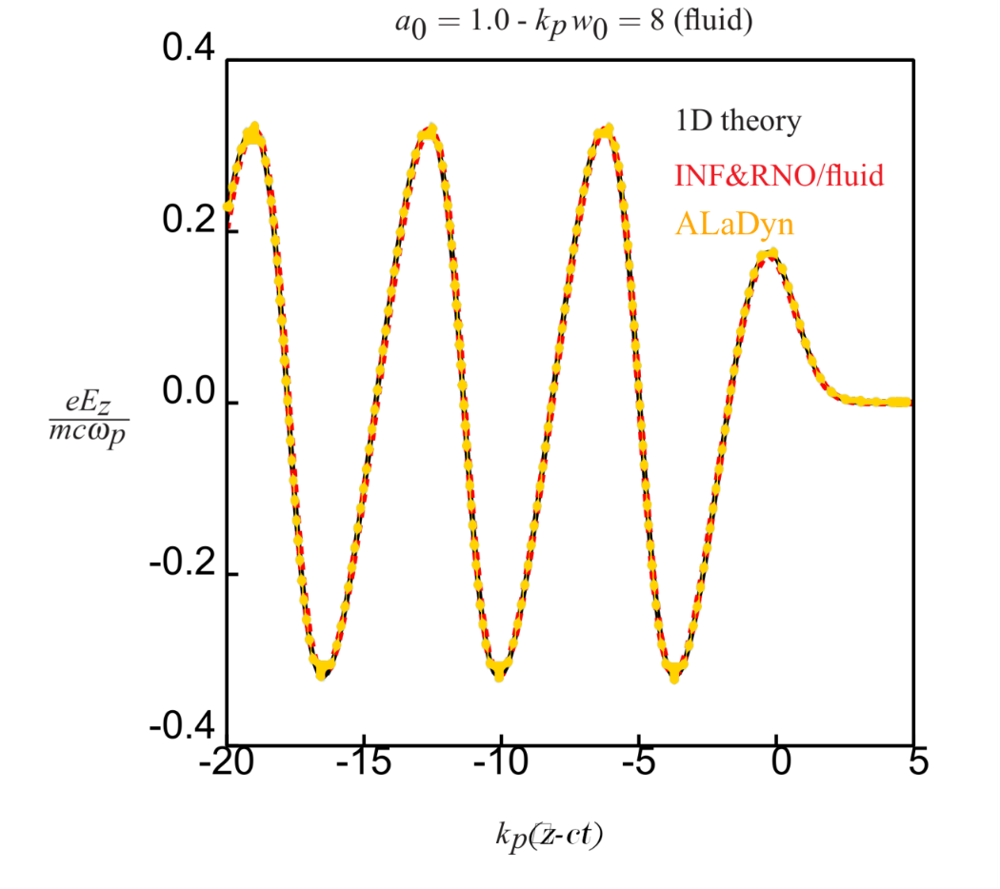 a0 = 1.0 - kp w0 = 8 (fluid)
0.4
1D theory
INF&RNO/fluid
0.2
ALaDyn
0.0
eEz
mcωp
-0.2
-0.4
-20 -15 -10 -5 0 5
kp(z-ct)